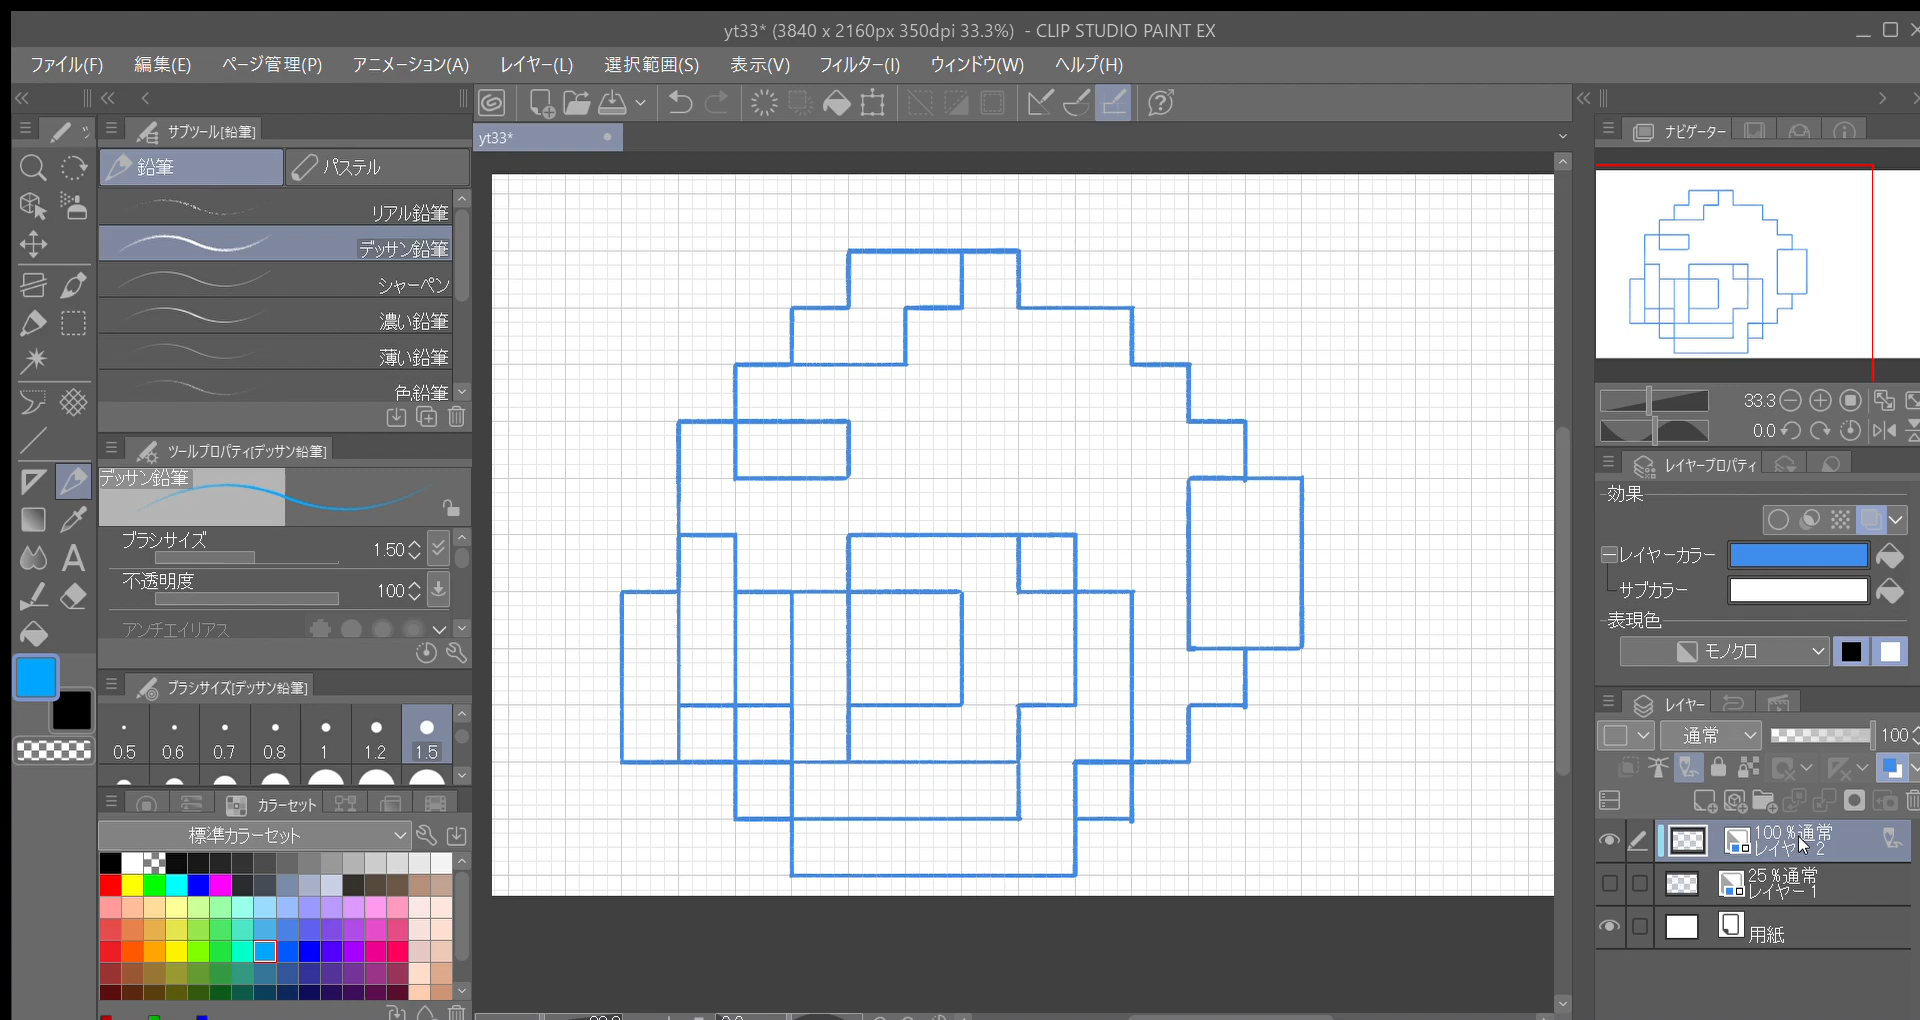 yt33* (3840 x 2160px 350dpi 33.3%) - CLIP STUDIO PAINT EX
ファイル(F) 編集(E) ページ管理(P) アニメーション(A) レイヤー(L) 選択範囲(S) 表示(V) フィルター(I) ウィンドウ(W) ヘルプ(H)
サブツール[鉛筆]
yt33*
ナビゲーター
鉛筆 パステル
リアル鉛筆
デッサン鉛筆
シャーペン
濃い鉛筆
薄い鉛筆
色鉛筆
33.3
0.0
ツールプロパティ[デッサン鉛筆]
デッサン鉛筆
ブラシサイズ 1.50
不透明度 100
アンチエイリアス
レイヤープロパティ
効果
レイヤーカラー
サブカラー
表現色
モノクロ
ブラシサイズ[デッサン鉛筆]
0.5 0.6 0.7 0.8 1 1.2 1.5
カラーセット
標準カラーセット
レイヤー
通常 100
100 %通常
レイヤー 2
25 %通常
レイヤー 1
用紙